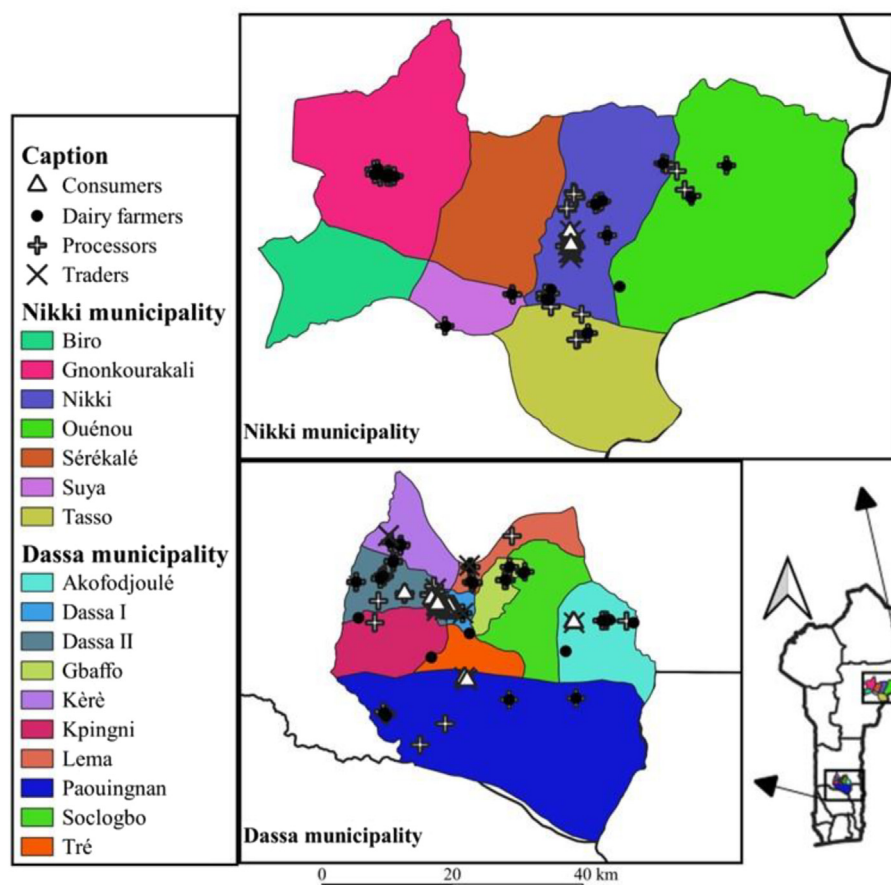 Caption
Consumers
Dairy farmers
Processors
Traders
Nikki municipality
Biro
Gnonkourakali
Nikki
Ouénou
Sérékalé
Suya
Tasso
Dassa municipality
Akofodjoulé
Dassa I
Dassa II
Gbaffo
Kèrè
Kpingni
Lema
Paouingnan
Soclogbo
Tré
Nikki municipality
Dassa municipality
0 20 40 km